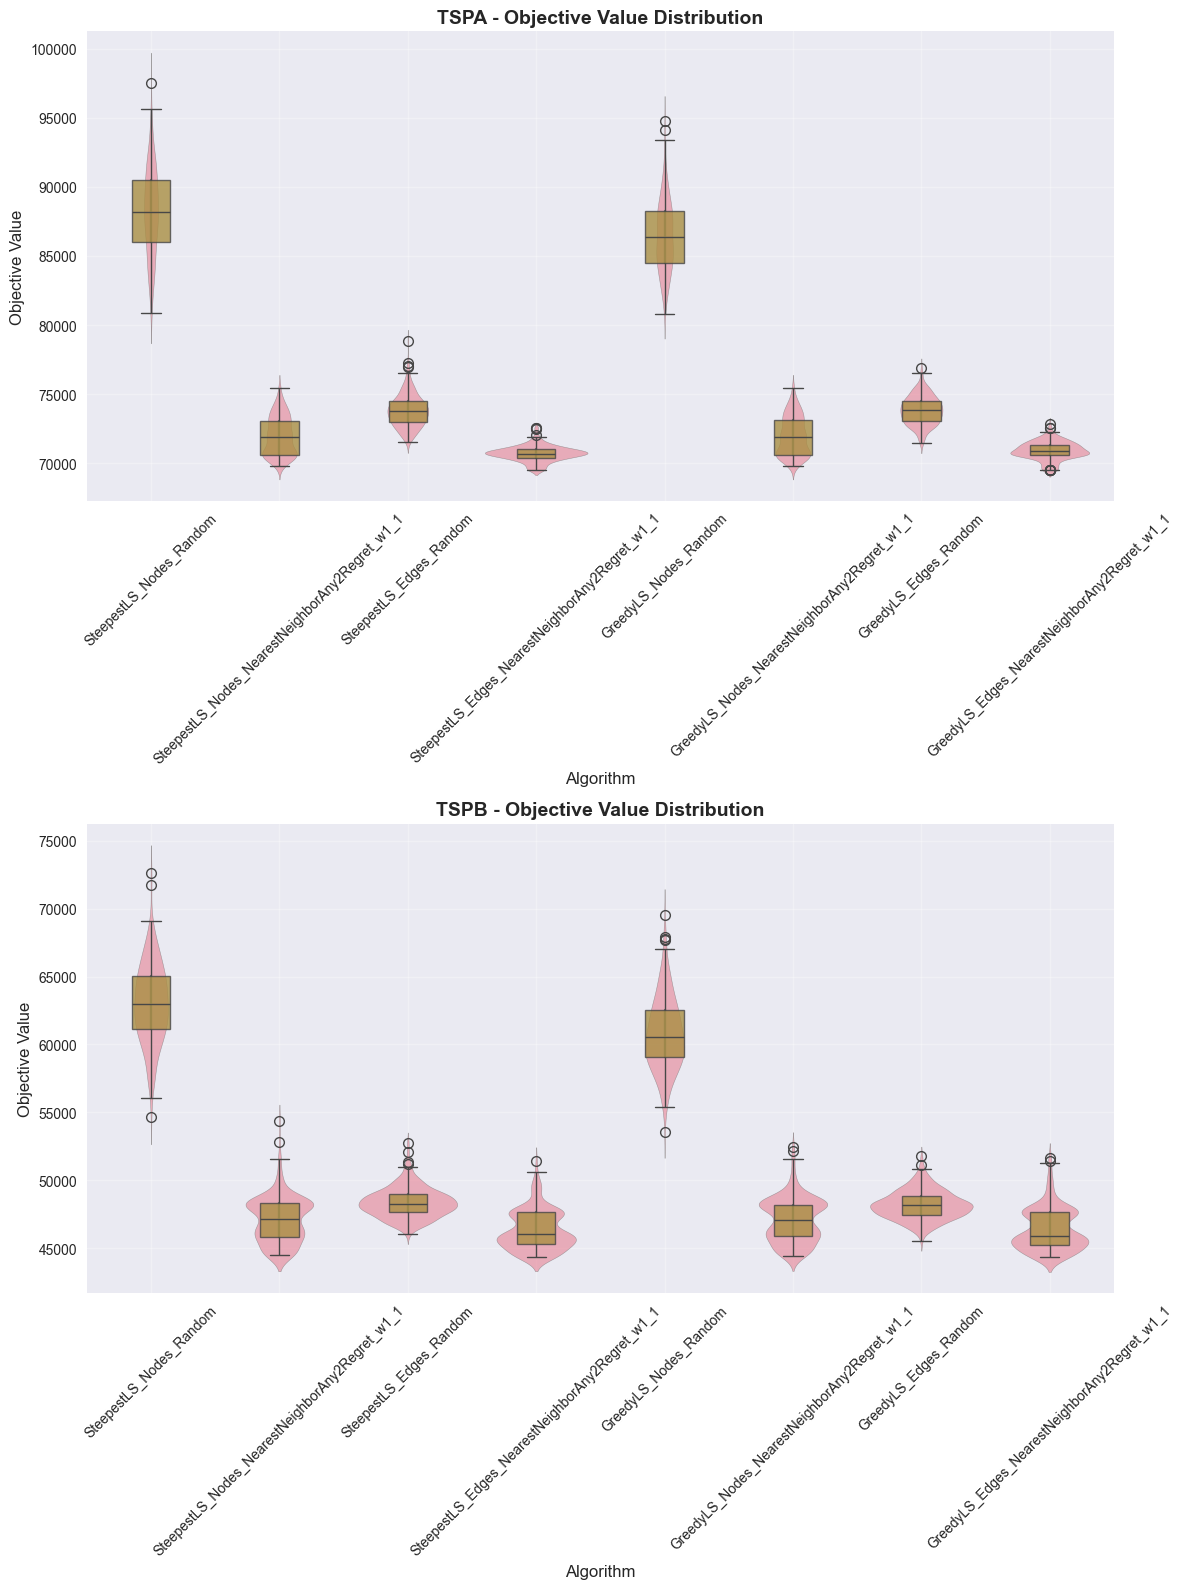 TSPA - Objective Value Distribution
100000
95000
90000
85000
80000
75000
70000
Objective Value
SteepestLS_Nodes_Random
SteepestLS_Nodes_NearestNeighborAny2Regret_w1_1
SteepestLS_Edges_Random
SteepestLS_Edges_NearestNeighborAny2Regret_w1_1
GreedyLS_Nodes_Random
GreedyLS_Nodes_NearestNeighborAny2Regret_w1_1
GreedyLS_Edges_Random
GreedyLS_Edges_NearestNeighborAny2Regret_w1_1
Algorithm
TSPB - Objective Value Distribution
75000
70000
65000
60000
55000
50000
45000
Objective Value
SteepestLS_Nodes_Random
SteepestLS_Nodes_NearestNeighborAny2Regret_w1_1
SteepestLS_Edges_Random
SteepestLS_Edges_NearestNeighborAny2Regret_w1_1
GreedyLS_Nodes_Random
GreedyLS_Nodes_NearestNeighborAny2Regret_w1_1
GreedyLS_Edges_Random
GreedyLS_Edges_NearestNeighborAny2Regret_w1_1
Algorithm